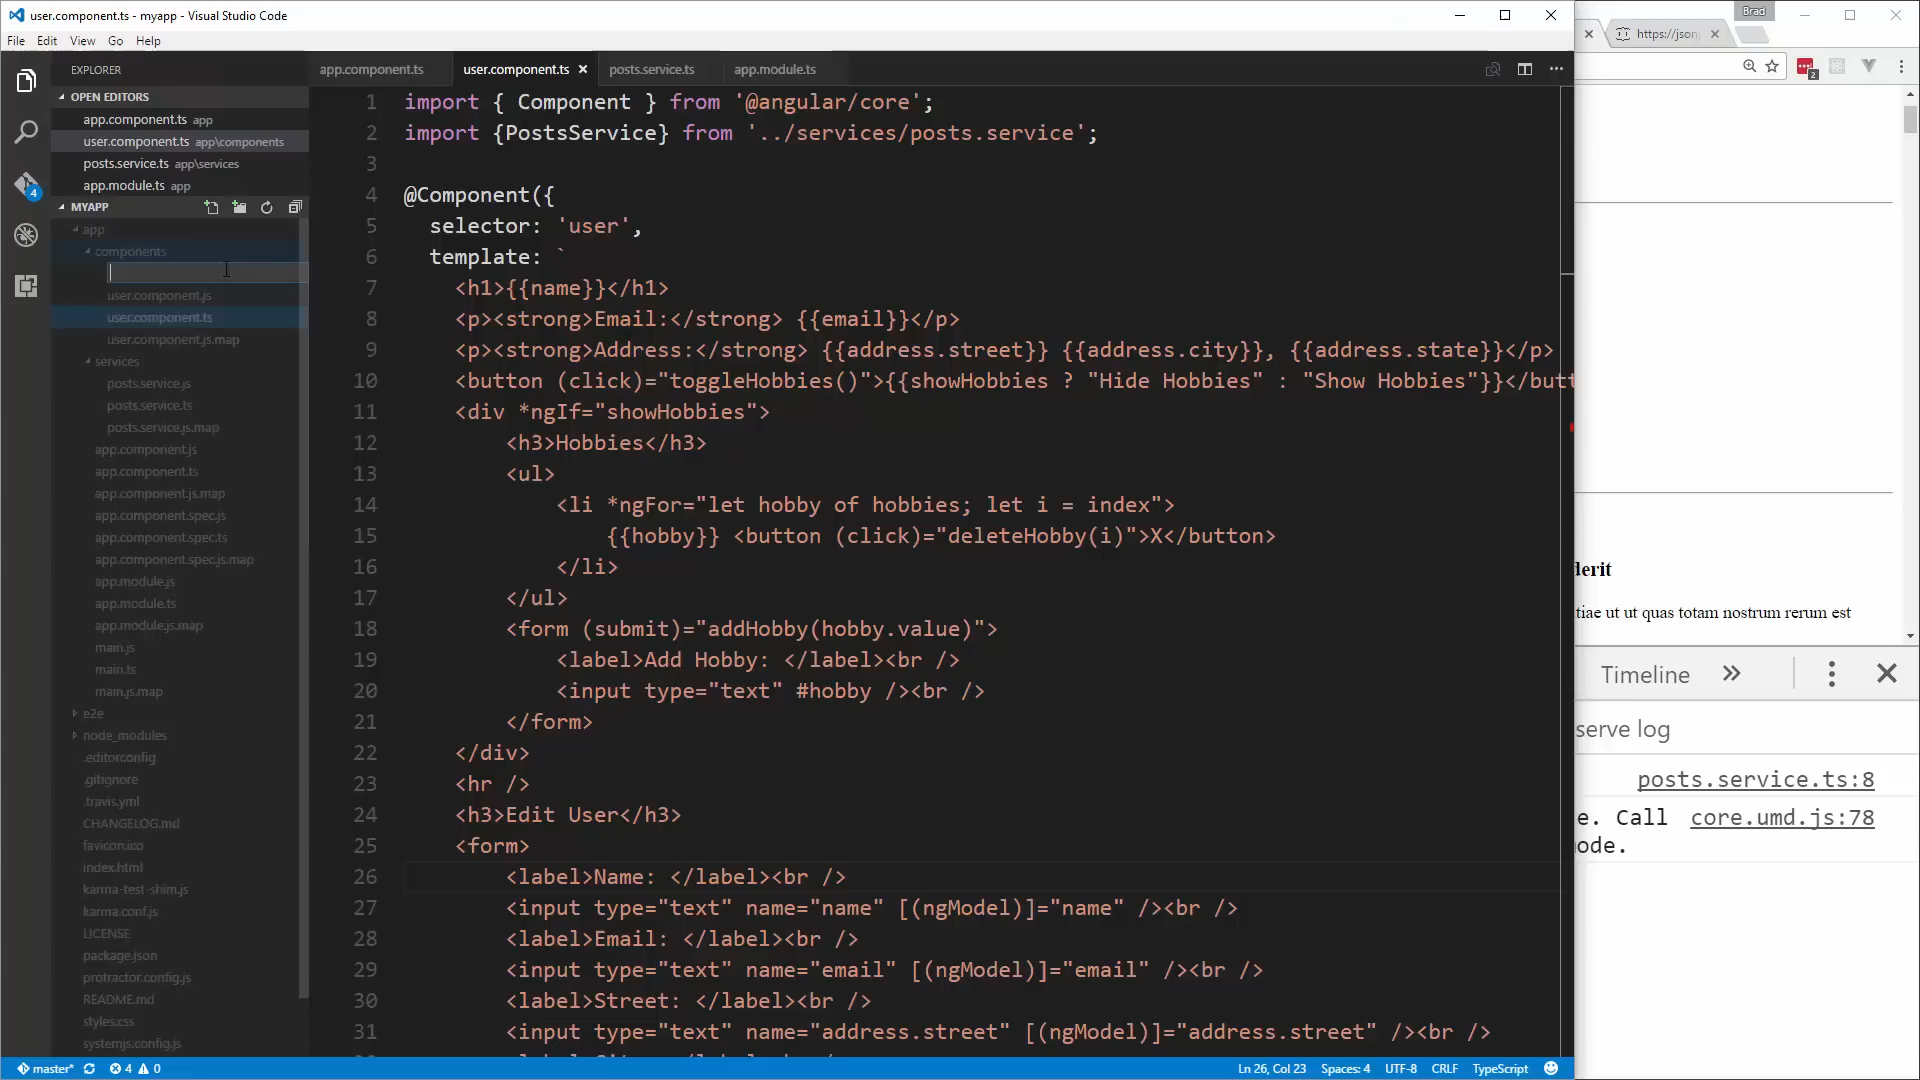 user.component.ts - myapp - Visual Studio Code
Brad
File Edit View Go Help
https://json
EXPLORER
app.component.ts user.component.ts posts.service.ts app.module.ts
2
OPEN EDITORS
app.component.ts app
user.component.ts app\components
posts.service.ts app\services
app.module.ts app
4
MYAPP
app
components
user.component.js
user.component.ts
user.component.js.map
services
posts.service.js
posts.service.ts
posts.service.js.map
app.component.js
app.component.ts
app.component.js.map
app.component.spec.js
app.component.spec.ts
app.component.spec.js.map
app.module.js
app.module.ts
app.module.js.map
main.js
main.ts
main.js.map
e2e
node_modules
.editorconfig
.gitignore
.travis.yml
CHANGELOG.md
favicon.ico
index.html
karma-test-shim.js
karma.conf.js
LICENSE
package.json
protractor.config.js
README.md
styles.css
systemjs.config.js
1 import { Component } from '@angular/core';
2 import {PostsService} from '../services/posts.service';
3
4 @Component({
5 selector: 'user',
6 template: `
7 <h1>{{name}}</h1>
8 <p><strong>Email:</strong> {{email}}</p>
9 <p><strong>Address:</strong> {{address.street}} {{address.city}}, {{address.state}}</p>
10 <button (click)="toggleHobbies()">{{showHobbies ? "Hide Hobbies" : "Show Hobbies"}}</butt
11 <div *ngIf="showHobbies">
12 <h3>Hobbies</h3>
13 <ul>
14 <li *ngFor="let hobby of hobbies; let i = index">
15 {{hobby}} <button (click)="deleteHobby(i)">X</button>
16 </li>
17 </ul>
18 <form (submit)="addHobby(hobby.value)">
19 <label>Add Hobby: </label><br />
20 <input type="text" #hobby /><br />
21 </form>
22 </div>
23 <hr />
24 <h3>Edit User</h3>
25 <form>
26 <label>Name: </label><br />
27 <input type="text" name="name" [(ngModel)]="name" /><br />
28 <label>Email: </label><br />
29 <input type="text" name="email" [(ngModel)]="email" /><br />
30 <label>Street: </label><br />
31 <input type="text" name="address.street" [(ngModel)]="address.street" /><br />
derit
tiae ut ut quas totam nostrum rerum est
Timeline
serve log
posts.service.ts:8
e. Call core.umd.js:78
ode.
master* 4 0 Ln 26, Col 23 Spaces: 4 UTF-8 CRLF TypeScript